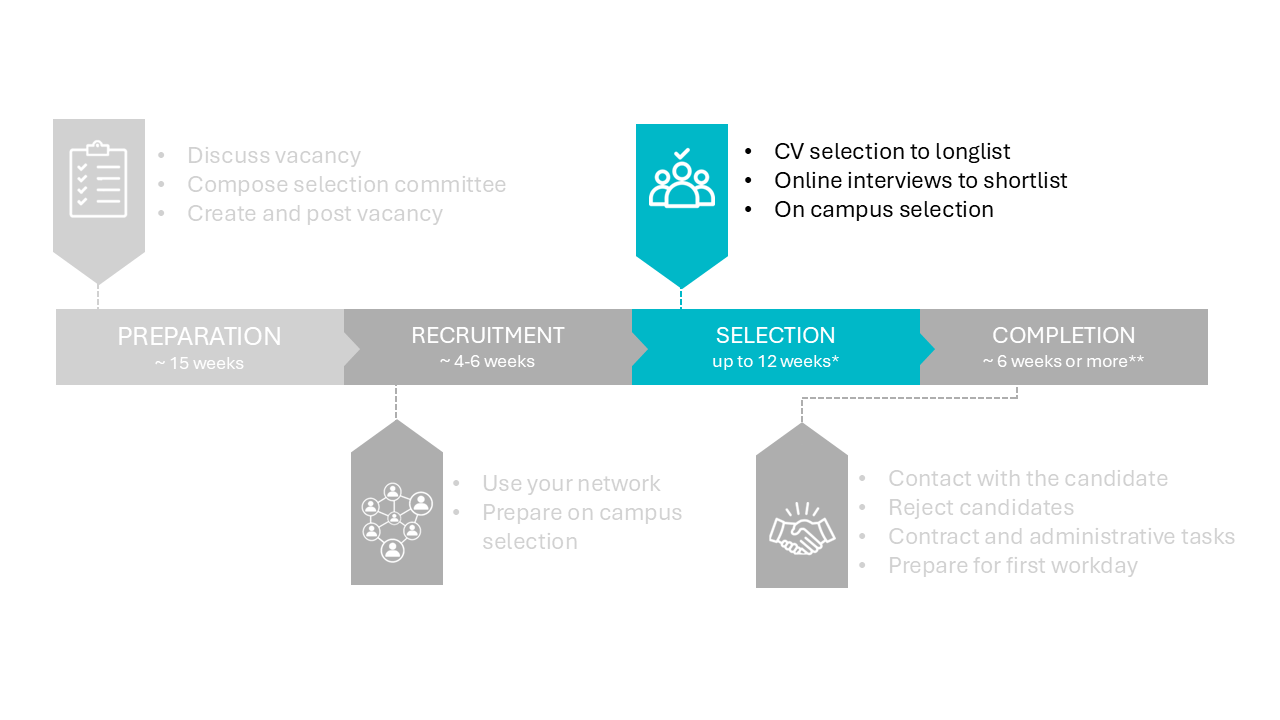 • Discuss vacancy
• Compose selection committee
• Create and post vacancy
• CV selection to longlist
• Online interviews to shortlist
• On campus selection
PREPARATION
~ 15 weeks
RECRUITMENT
~ 4-6 weeks
SELECTION
up to 12 weeks*
COMPLETION
~ 6 weeks or more**
• Use your network
• Prepare on campus
selection
• Contact with the candidate
• Reject candidates
• Contract and administrative tasks
• Prepare for first workday